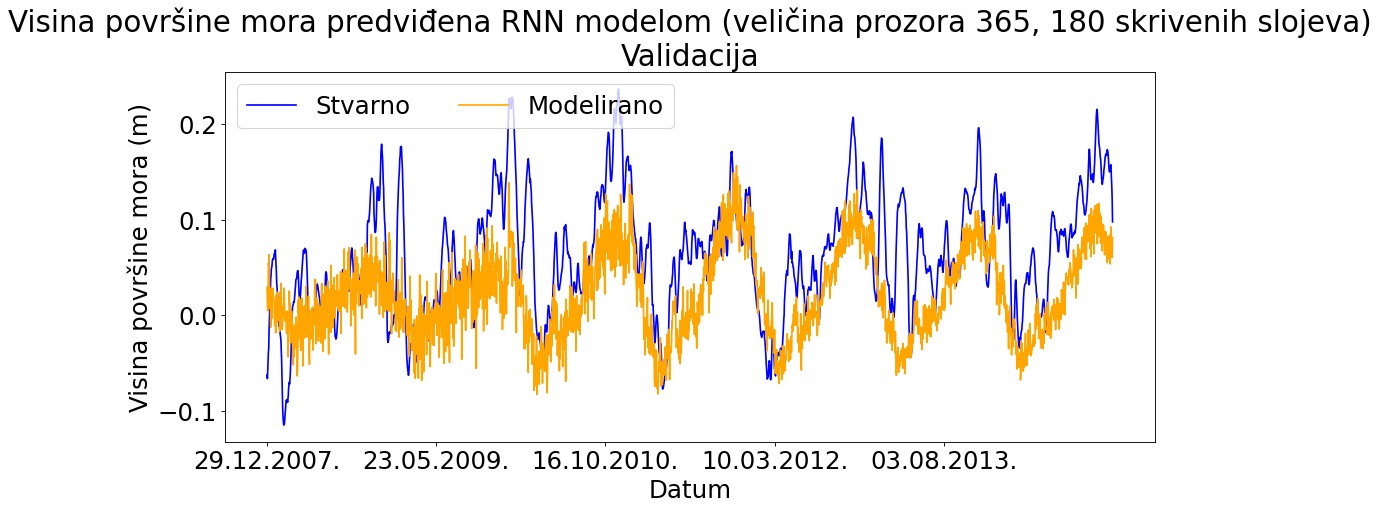 Visina površine mora predviđena RNN modelom (veličina prozora 365, 180 skrivenih slojeva)
Validacija
Stvarno Modelirano
Visina površine mora (m)
0.2
0.1
0.0
−0.1
29.12.2007. 23.05.2009. 16.10.2010. 10.03.2012. 03.08.2013.
Datum